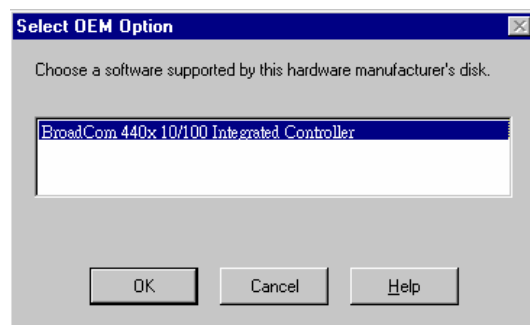 Select OEM Option
Choose a software supported by this hardware manufacturer's disk.
BroadCom 440x 10/100 Integrated Controller
OK
Cancel
Help